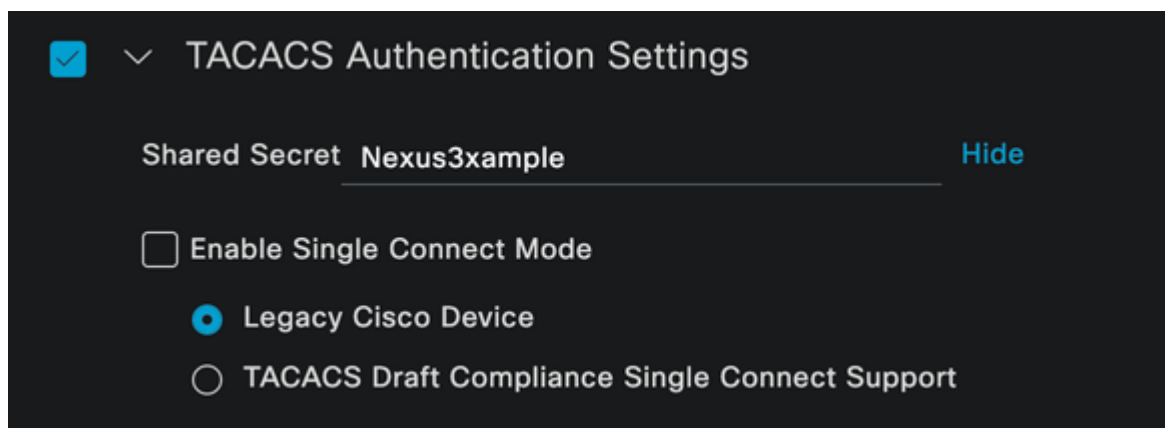 TACACS Authentication Settings
Shared Secret Nexus3xample Hide
Enable Single Connect Mode
Legacy Cisco Device
TACACS Draft Compliance Single Connect Support